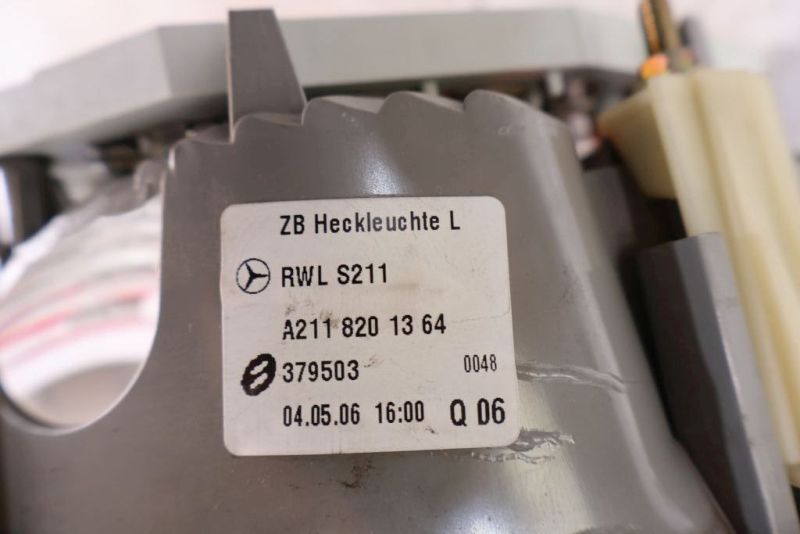 ZB Heckleuchte L
RWL S211
A211 820 13 64
379503 0048
04.05.06 16:00 Q 06